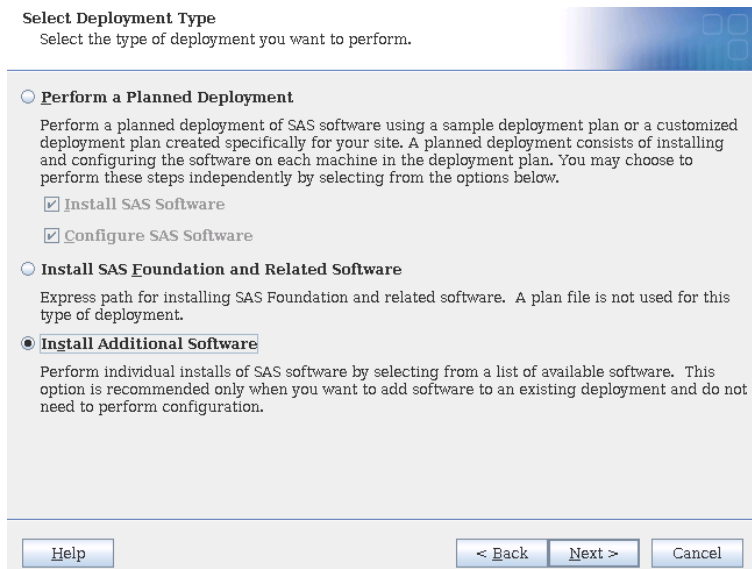 Select Deployment Type
Select the type of deployment you want to perform.
Perform a Planned Deployment
Perform a planned deployment of SAS software using a sample deployment plan or a customized
deployment plan created specifically for your site. A planned deployment consists of installing
and configuring the software on each machine in the deployment plan. You may choose to
perform these steps independently by selecting from the options below.
Install SAS Software
Configure SAS Software
Install SAS Foundation and Related Software
Express path for installing SAS Foundation and related software. A plan file is not used for this
type of deployment.
Install Additional Software
Perform individual installs of SAS software by selecting from a list of available software. This
option is recommended only when you want to add software to an existing deployment and do not
need to perform configuration.
Help
< Back
Next >
Cancel